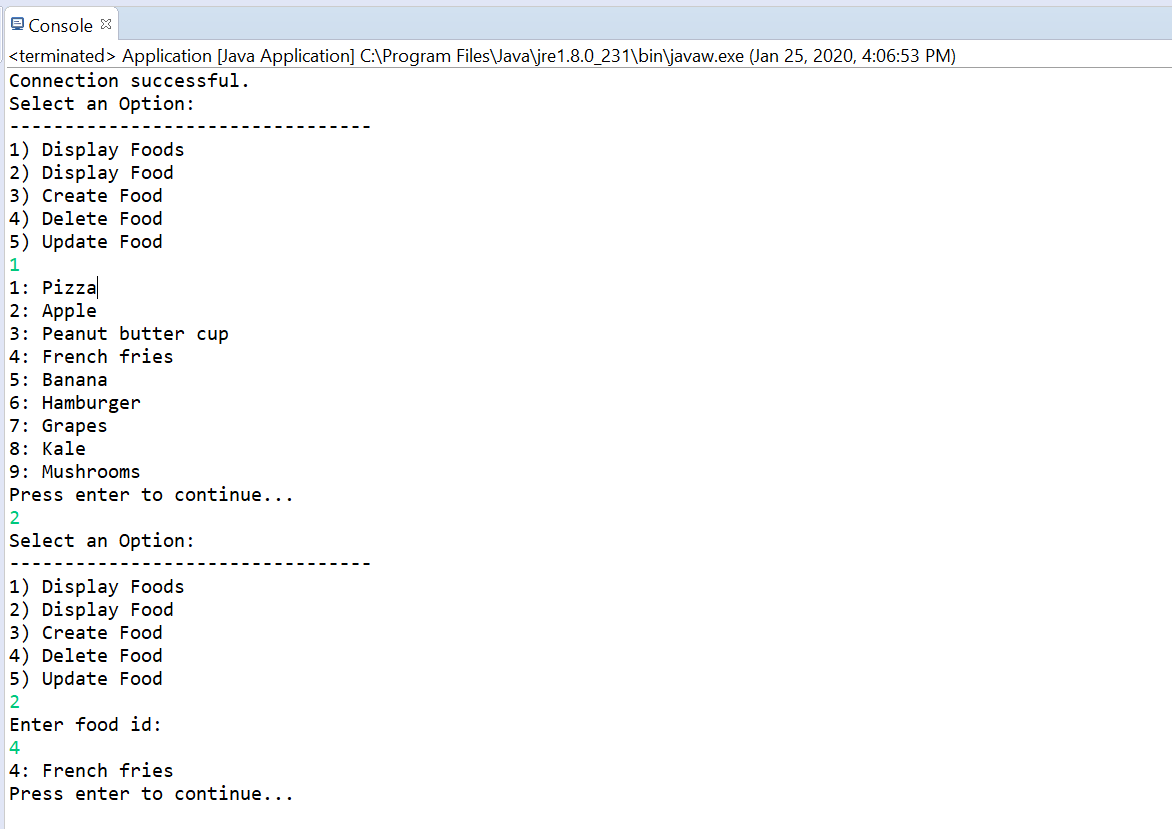 Console
<terminated> Application [Java Application] C:\Program Files\Java\jre1.8.0_231\bin\javaw.exe (Jan 25, 2020, 4:06:53 PM)
Connection successful.
Select an Option:
---------------------------------
1) Display Foods
2) Display Food
3) Create Food
4) Delete Food
5) Update Food
1
1: Pizza
2: Apple
3: Peanut butter cup
4: French fries
5: Banana
6: Hamburger
7: Grapes
8: Kale
9: Mushrooms
Press enter to continue...
2
Select an Option:
---------------------------------
1) Display Foods
2) Display Food
3) Create Food
4) Delete Food
5) Update Food
2
Enter food id:
4
4: French fries
Press enter to continue...